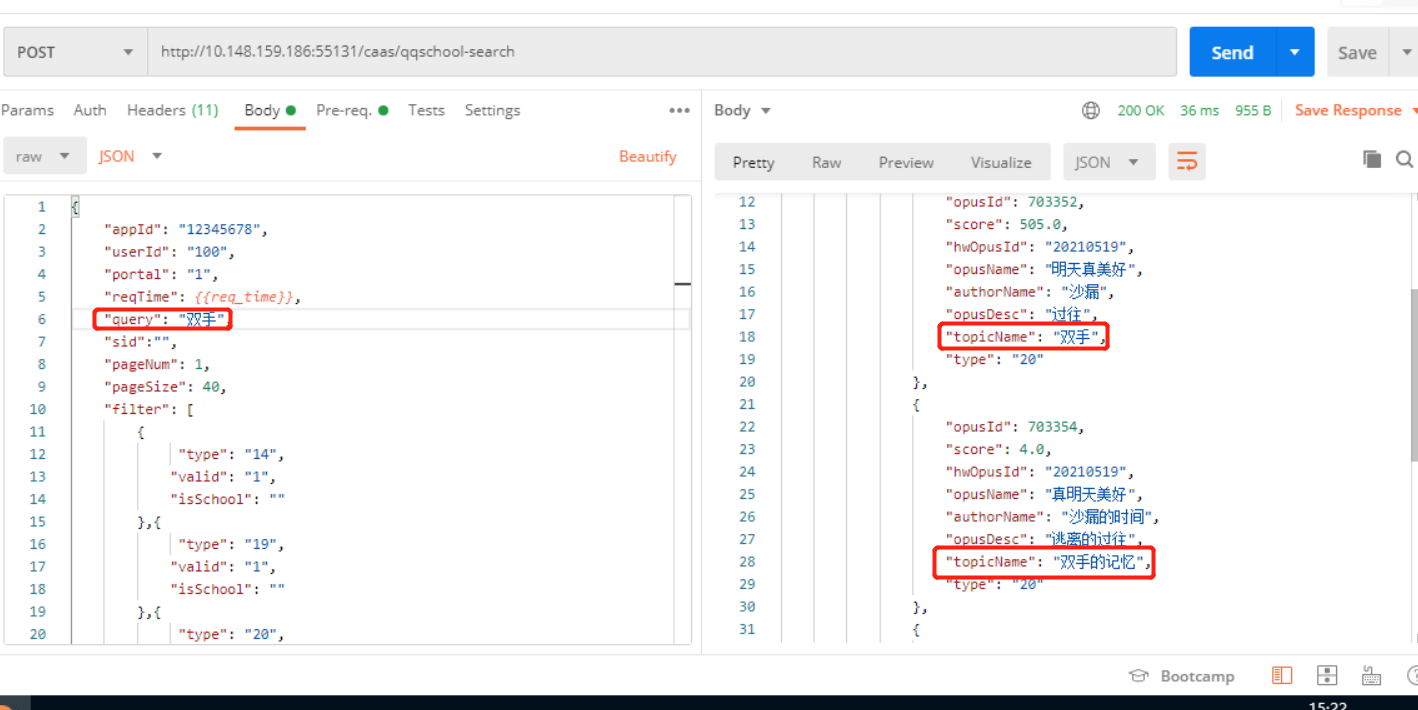 POST http://10.148.159.186:55131/caas/qqschool-search Send Save
Params Auth Headers (11) Body Pre-req. Tests Settings
raw JSON Beautify
1 {
2 "appId": "12345678",
3 "userId": "100",
4 "portal": "1",
5 "reqTime": {{req_time}},
6 "query": "双手",
7 "sid":"",
8 "pageNum": 1,
9 "pageSize": 40,
10 "filter": [
11 {
12 "type": "14",
13 "valid": "1",
14 "isSchool": ""
15 },{
16 "type": "19",
17 "valid": "1",
18 "isSchool": ""
19 },{
20 "type": "20",
Body 200 OK 36 ms 955 B Save Response
Pretty Raw Preview Visualize JSON
12 "opusId": 703352,
13 "score": 505.0,
14 "hwOpusId": "20210519",
15 "opusName": "明天真美好",
16 "authorName": "沙漏",
17 "opusDesc": "过往",
18 "topicName": "双手",
19 "type": "20"
20 },
21 {
22 "opusId": 703354,
23 "score": 4.0,
24 "hwOpusId": "20210519",
25 "opusName": "真明天美好",
26 "authorName": "沙漏的时间",
27 "opusDesc": "逃离的过往",
28 "topicName": "双手的记忆",
29 "type": "20"
30 },
31 {
Bootcamp
15:22